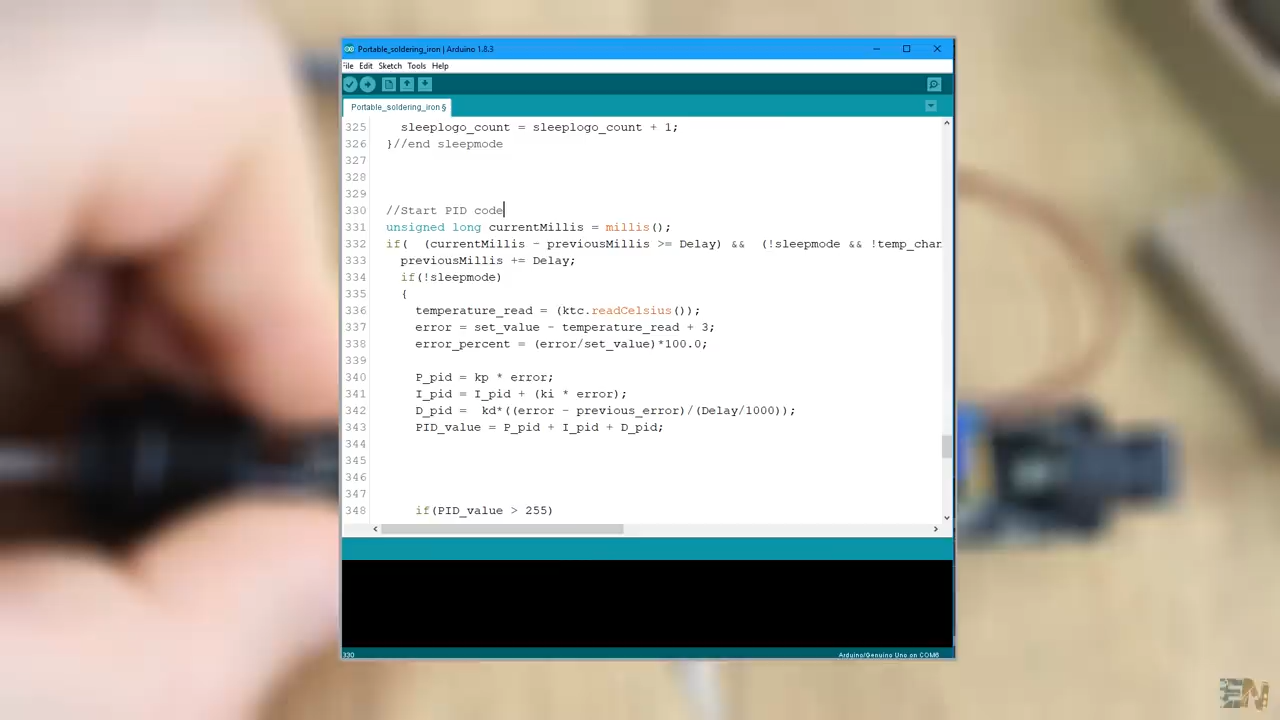 Portable_soldering_iron | Arduino 1.8.3
File Edit Sketch Tools Help
Portable_soldering_iron §
325 sleeplogo_count = sleeplogo_count + 1;
326 }//end sleepmode
327
328
329
330 //Start PID code
331 unsigned long currentMillis = millis();
332 if( (currentMillis - previousMillis >= Delay) && (!sleepmode && !temp_chan
333 previousMillis += Delay;
334 if(!sleepmode)
335 {
336 temperature_read = (ktc.readCelsius());
337 error = set_value - temperature_read + 3;
338 error_percent = (error/set_value)*100.0;
339
340 P_pid = kp * error;
341 I_pid = I_pid + (ki * error);
342 D_pid = kd*((error - previous_error)/(Delay/1000));
343 PID_value = P_pid + I_pid + D_pid;
344
345
346
347
348 if(PID_value > 255)
330 Arduino/Genuino Uno on COM6
EN